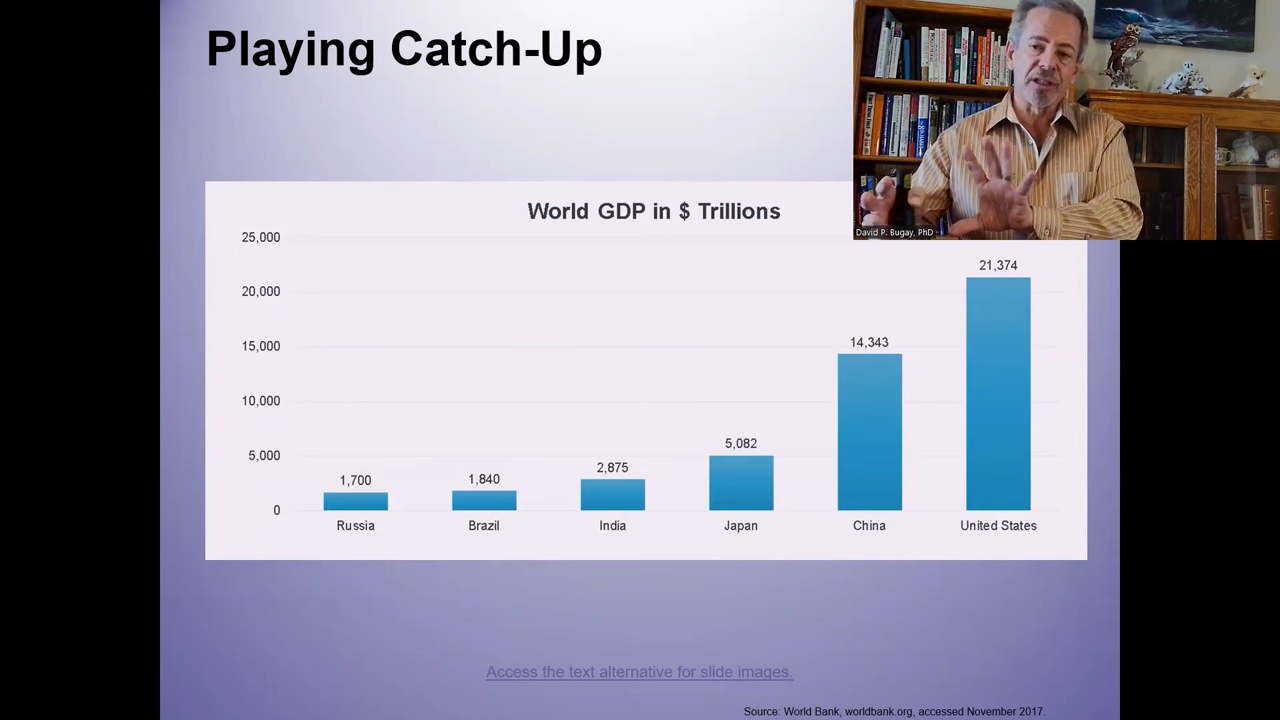 Playing Catch-Up
David P. Bugay, PhD
World GDP in $ Trillions
25,000
20,000
15,000
10,000
5,000
0
1,700
1,840
2,875
5,082
14,343
21,374
Russia
Brazil
India
Japan
China
United States
Access the text alternative for slide images.
Source: World Bank, worldbank.org, accessed November 2017.